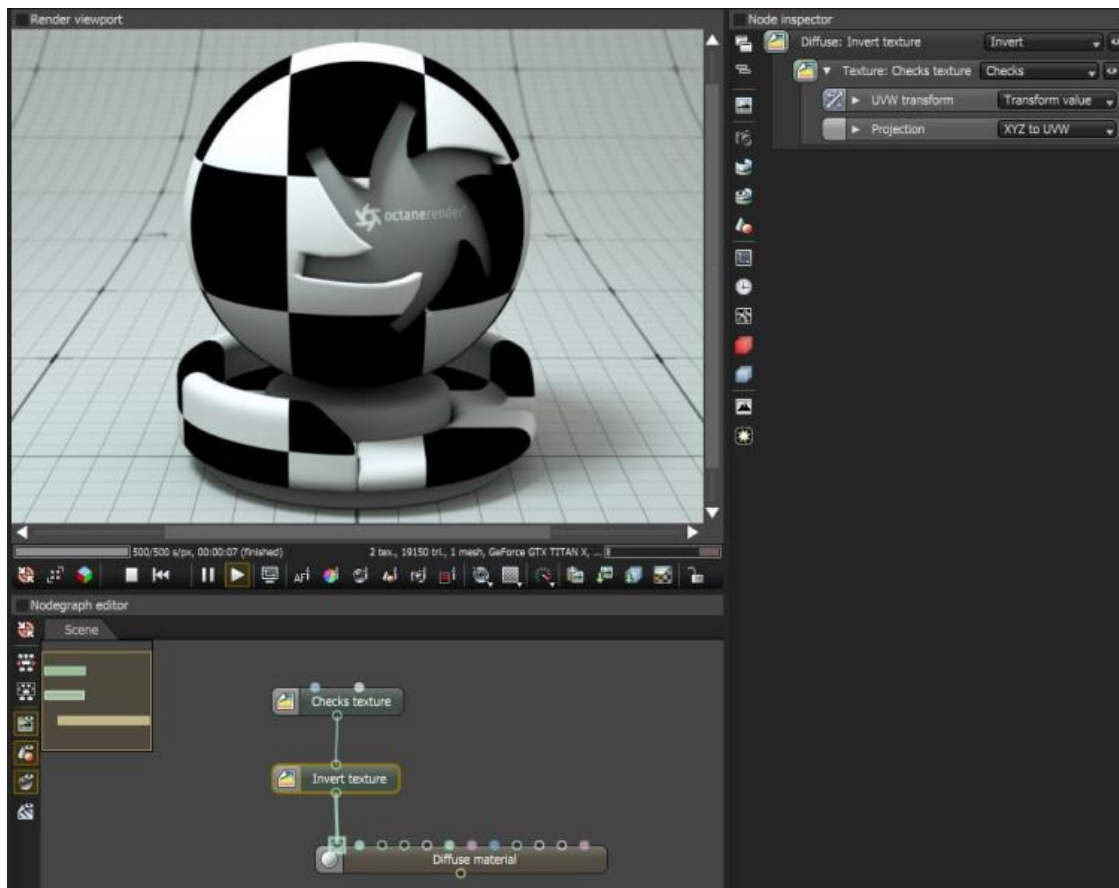 Render viewport
octanerender
500/500 s/px, 00:00:07 (finished)
2 tex., 19150 tri., 1 mesh, GeForce GTX TITAN X, ...
AF
Nodegraph editor
Scene
Checks texture
Invert texture
Diffuse material
Node inspector
Diffuse: Invert texture Invert
Texture: Checks texture Checks
UVW transform Transform value
Projection XYZ to UVW